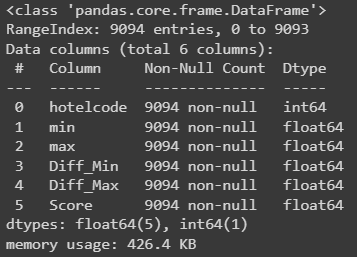 <class 'pandas.core.frame.DataFrame'>
RangeIndex: 9094 entries, 0 to 9093
Data columns (total 6 columns):
 #   Column     Non-Null Count  Dtype
---  ------     --------------  -----
 0   hotelcode  9094 non-null   int64
 1   min        9094 non-null   float64
 2   max        9094 non-null   float64
 3   Diff_Min   9094 non-null   float64
 4   Diff_Max   9094 non-null   float64
 5   Score      9094 non-null   float64
dtypes: float64(5), int64(1)
memory usage: 426.4 KB